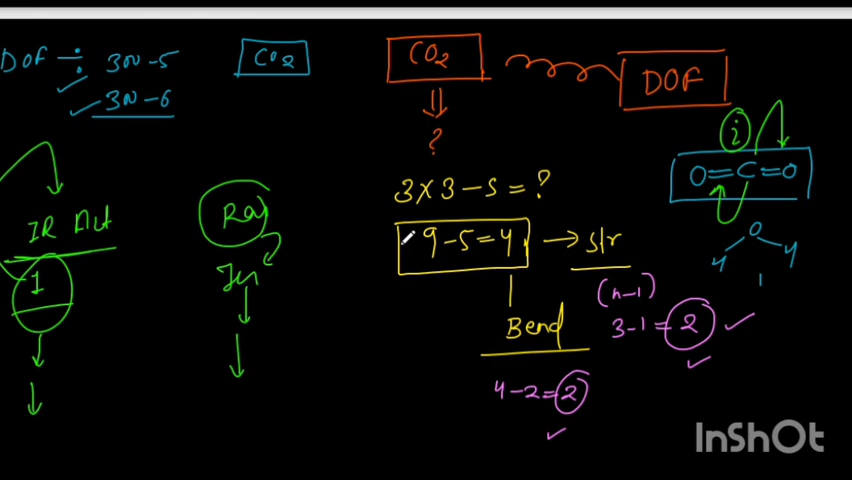 DOF ÷ 3N-5
3N-6
CO2
CO2
DOF
?
3×3-5=?
9-5=4 → s/r
Bend
4-2=2
(n-1)
3-1=2
i
O=C=O
O
H H
IR Act
1
Ra
InShOt